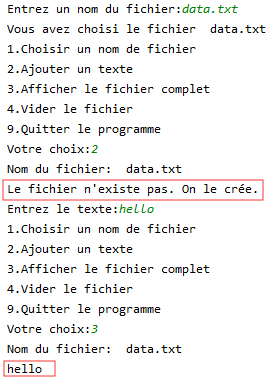 Entrez un nom du fichier:data.txt
Vous avez choisi le fichier  data.txt
1.Choisir un nom de fichier
2.Ajouter un texte
3.Afficher le fichier complet
4.Vider le fichier
9.Quitter le programme
Votre choix:2
Nom du fichier:  data.txt
Le fichier n'existe pas. On le crée.
Entrez le texte:hello
1.Choisir un nom de fichier
2.Ajouter un texte
3.Afficher le fichier complet
4.Vider le fichier
9.Quitter le programme
Votre choix:3
Nom du fichier:  data.txt
hello